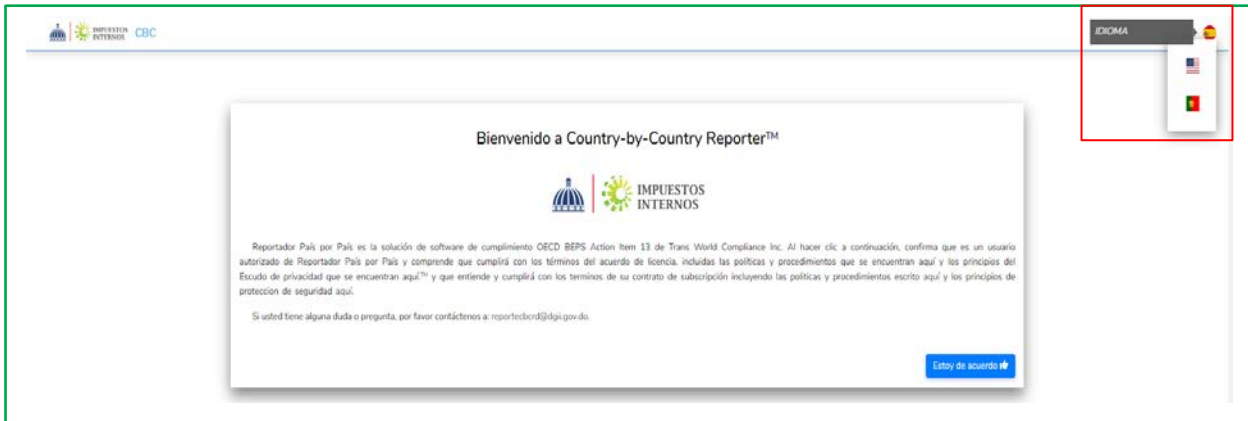 IMPUESTOS
INTERNOS
CBC
IDIOMA
Bienvenido a Country-by-Country Reporter™
IMPUESTOS
INTERNOS
Reportador País por País es la solución de software de cumplimiento OECD BEPS Action Item 13 de Trans World Compliance Inc. Al hacer clic a continuación, confirma que es un usuario
autorizado de Reportador País por País y comprende que cumplirá con los términos del acuerdo de licencia, incluidas las políticas y procedimientos que se encuentran aquí y los principios del
Escudo de privacidad que se encuentran aquí.™ y que entiende y cumplirá con los terminos de su contrato de subscripción incluyendo las políticas y procedimientos escrito aquí y los principios de
proteccion de seguridad aquí.
Si usted tiene alguna duda o pregunta, por favor contáctenos a: reportecbcrd@dgii.gov.do.
Estoy de acuerdo